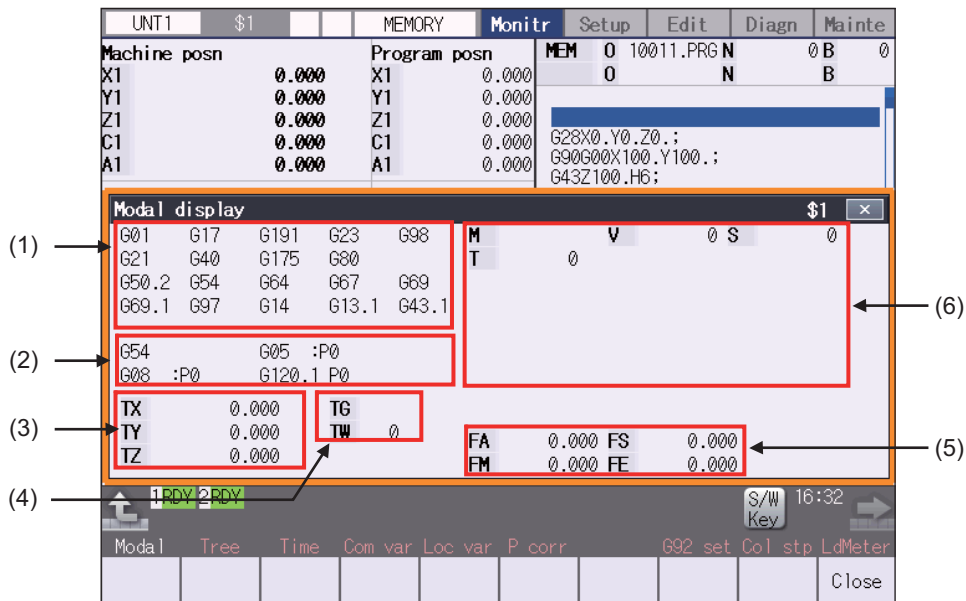 UNT1 $1 MEMORY Monitr Setup Edit Diagn Mainte
Machine posn Program posn MEM O 10011.PRG N 0 B 0
X1 0.000 X1 0.000 O N B
Y1 0.000 Y1 0.000
Z1 0.000 Z1 0.000
C1 0.000 C1 0.000 G28X0.Y0.Z0.;
A1 0.000 A1 0.000 G90G00X100.Y100.;
G43Z100.H6;
Modal display $1 ×
(1) G01 G17 G191 G23 G98 M V 0 S 0
G21 G40 G175 G80 T 0
G50.2 G54 G64 G67 G69
G69.1 G97 G14 G13.1 G43.1 (6)
(2) G54 G05 :P0
G08 :P0 G120.1 P0
TX 0.000 TG
(3) TY 0.000 TW 0 FA 0.000 FS 0.000 (5)
TZ 0.000 FM 0.000 FE 0.000
(4) 1RDY 2RDY S/W Key 16:32
Modal Tree Time Com var Loc var P corr G92 set Col stp LdMeter
Close